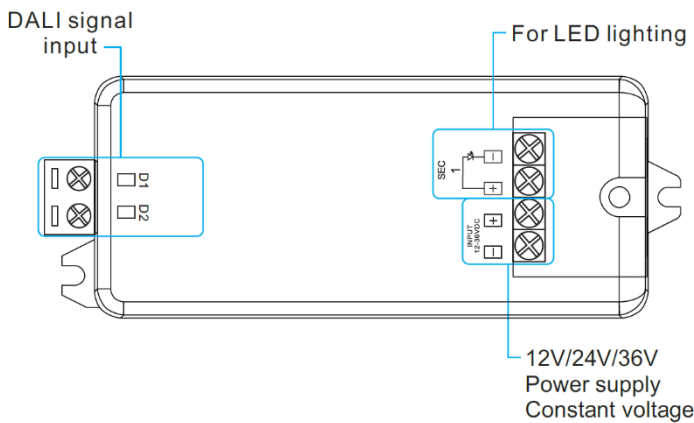 DALI signal
input
For LED lighting
D1
D2
SEC
1
−
+
+
−
INPUT
12-36VDC
12V/24V/36V
Power supply
Constant voltage